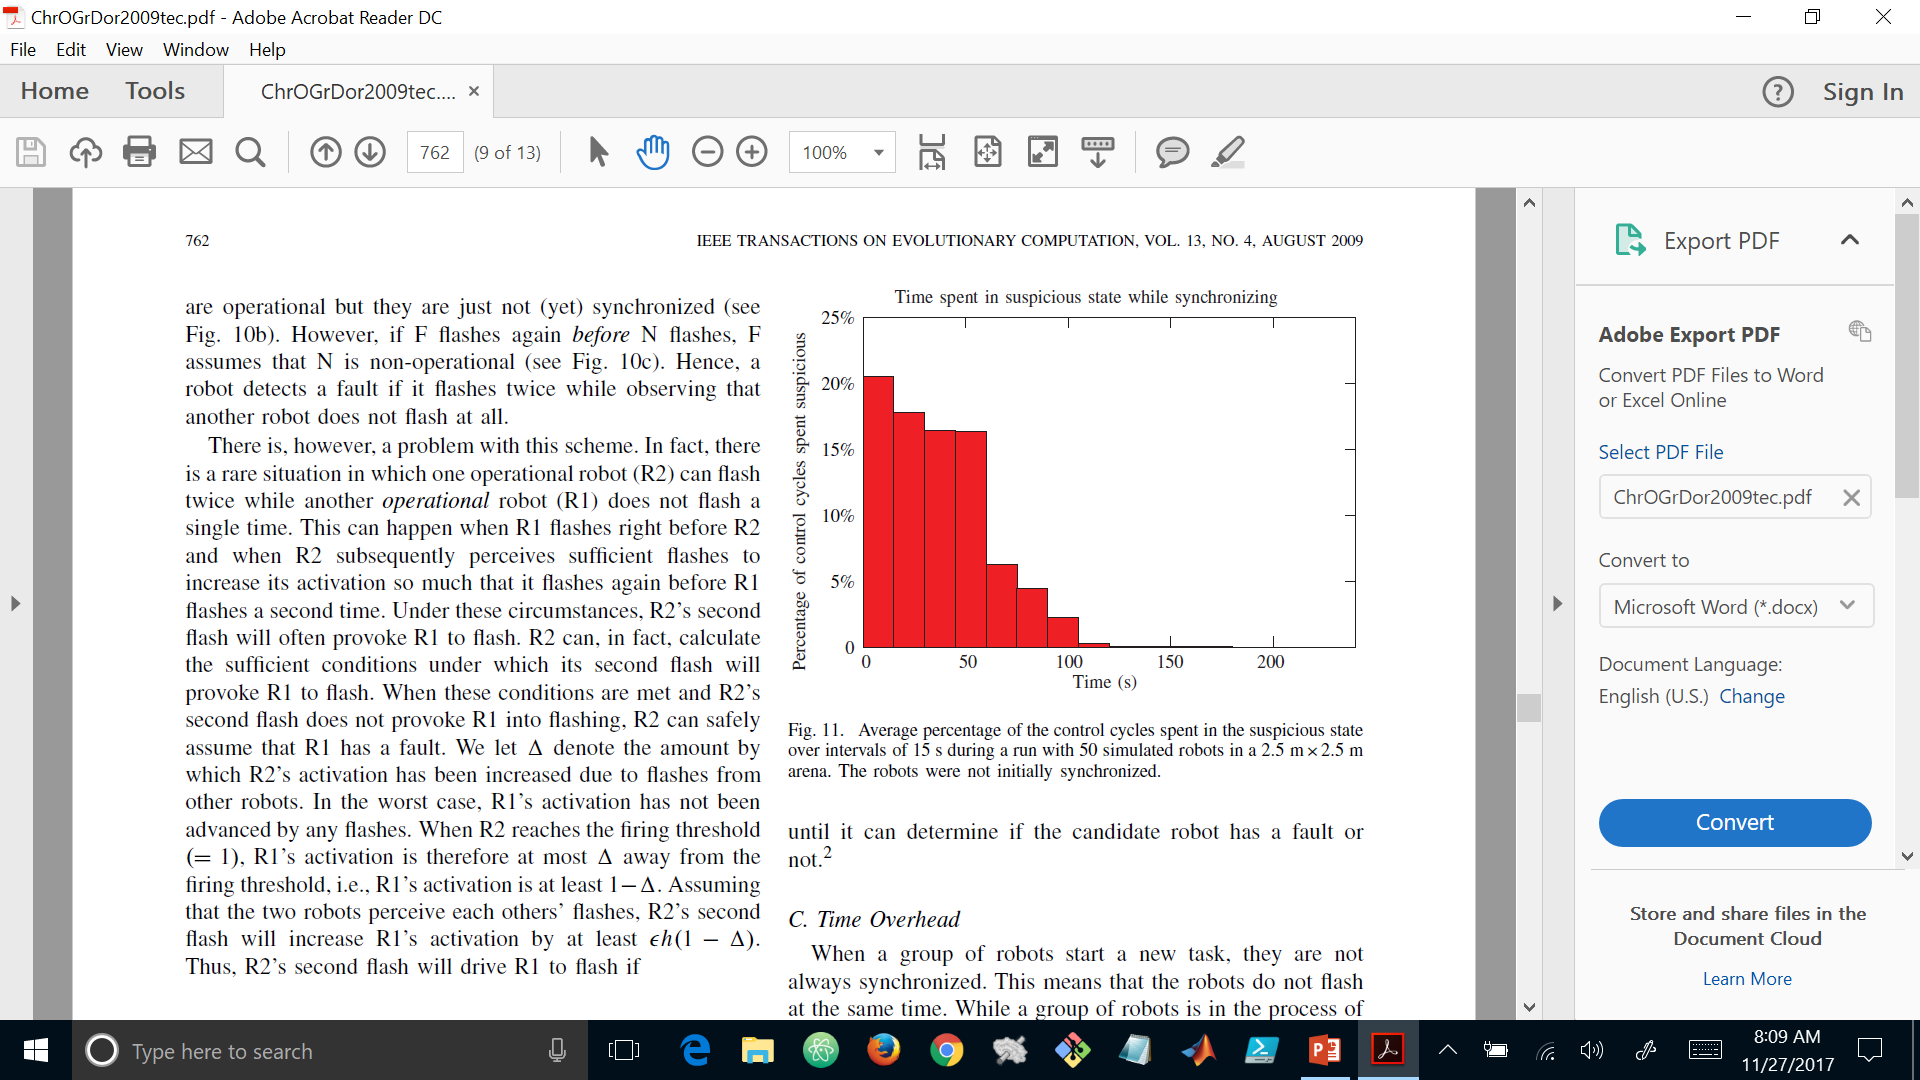 ChrOGrDor2009tec.pdf - Adobe Acrobat Reader DC
File Edit View Window Help
Home Tools ChrOGrDor2009tec.... × ? Sign In
762 (9 of 13) 100%
762 IEEE TRANSACTIONS ON EVOLUTIONARY COMPUTATION, VOL. 13, NO. 4, AUGUST 2009
are operational but they are just not (yet) synchronized (see
Fig. 10b). However, if F flashes again before N flashes, F
assumes that N is non-operational (see Fig. 10c). Hence, a
robot detects a fault if it flashes twice while observing that
another robot does not flash at all.
There is, however, a problem with this scheme. In fact, there
is a rare situation in which one operational robot (R2) can flash
twice while another operational robot (R1) does not flash a
single time. This can happen when R1 flashes right before R2
and when R2 subsequently perceives sufficient flashes to
increase its activation so much that it flashes again before R1
flashes a second time. Under these circumstances, R2's second
flash will often provoke R1 to flash. R2 can, in fact, calculate
the sufficient conditions under which its second flash will
provoke R1 to flash. When these conditions are met and R2's
second flash does not provoke R1 into flashing, R2 can safely
assume that R1 has a fault. We let Δ denote the amount by
which R2's activation has been increased due to flashes from
other robots. In the worst case, R1's activation has not been
advanced by any flashes. When R2 reaches the firing threshold
(= 1), R1's activation is therefore at most Δ away from the
firing threshold, i.e., R1's activation is at least 1−Δ. Assuming
that the two robots perceive each others' flashes, R2's second
flash will increase R1's activation by at least ϵh(1 − Δ).
Thus, R2's second flash will drive R1 to flash if
Time spent in suspicious state while synchronizing
Percentage of control cycles spent suspicious
25%
20%
15%
10%
5%
0
0 50 100 150 200
Time (s)
Fig. 11. Average percentage of the control cycles spent in the suspicious state
over intervals of 15 s during a run with 50 simulated robots in a 2.5 m × 2.5 m
arena. The robots were not initially synchronized.
until it can determine if the candidate robot has a fault or
not.2
C. Time Overhead
When a group of robots start a new task, they are not
always synchronized. This means that the robots do not flash
at the same time. While a group of robots is in the process of
Export PDF
Adobe Export PDF
Convert PDF Files to Word
or Excel Online
Select PDF File
ChrOGrDor2009tec.pdf
Convert to
Microsoft Word (*.docx)
Document Language:
English (U.S.) Change
Convert
Store and share files in the
Document Cloud
Learn More
Type here to search
8:09 AM
11/27/2017